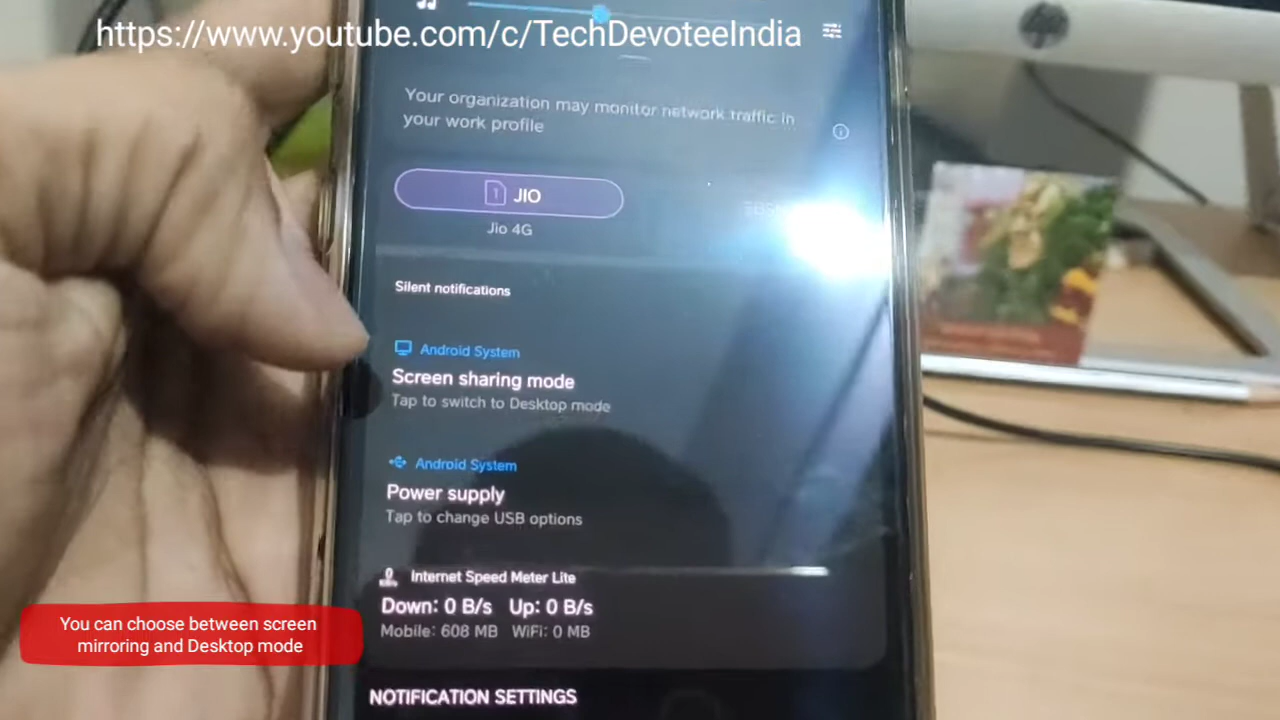 https://www.youtube.com/c/TechDevoteeIndia
Your organization may monitor network traffic in
your work profile
1 JIO
Jio 4G
Silent notifications
Android System
Screen sharing mode
Tap to switch to Desktop mode
Android System
Power supply
Tap to change USB options
0 Internet Speed Meter Lite
Down: 0 B/s Up: 0 B/s
Mobile: 608 MB WiFi: 0 MB
You can choose between screen
mirroring and Desktop mode
NOTIFICATION SETTINGS